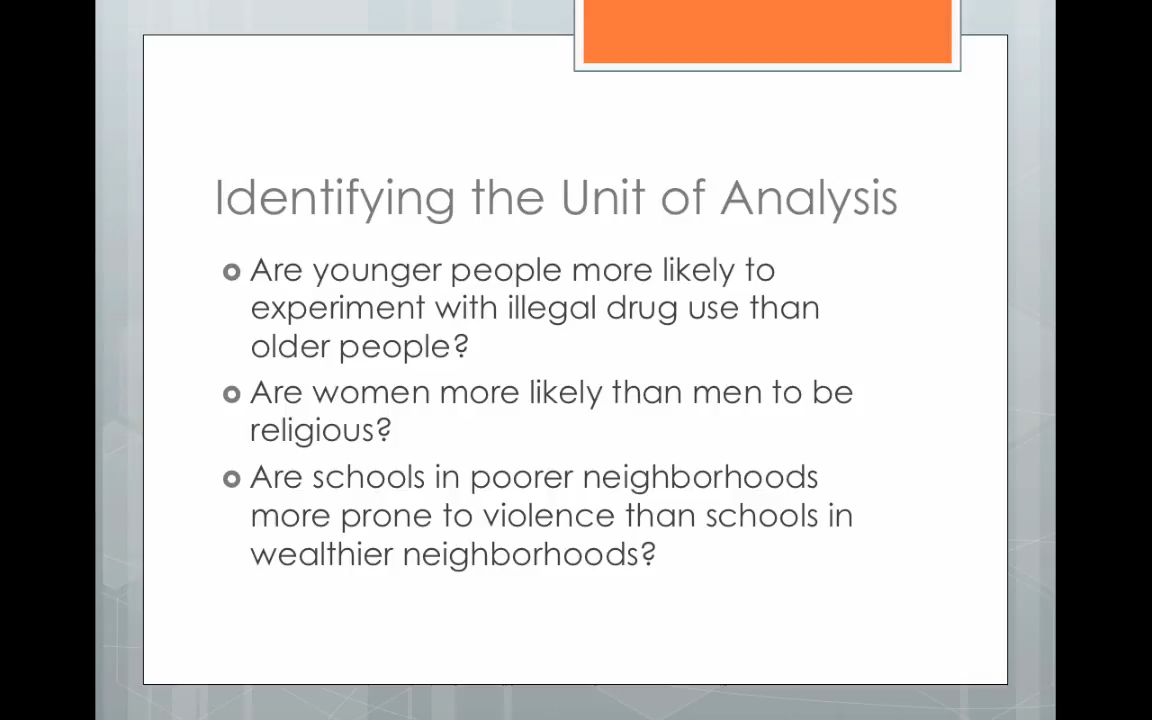 Identifying the Unit of Analysis
Are younger people more likely to
experiment with illegal drug use than
older people?
Are women more likely than men to be
religious?
Are schools in poorer neighborhoods
more prone to violence than schools in
wealthier neighborhoods?